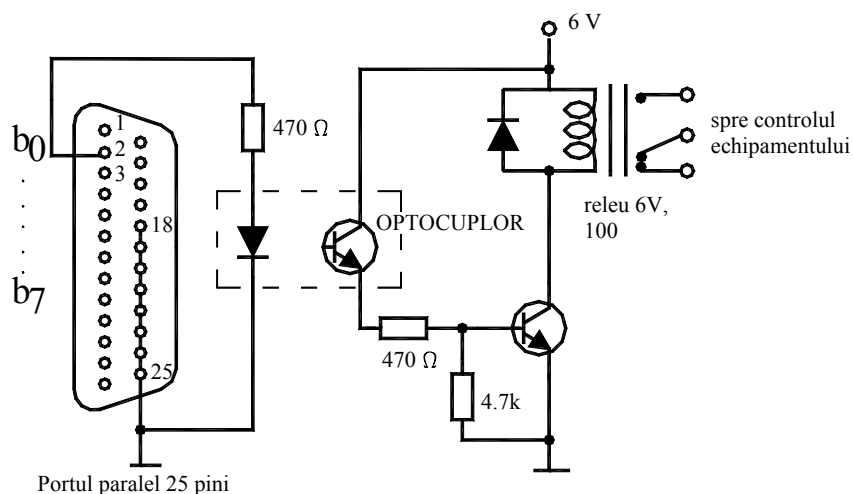 6 V
470 Ω
1
b0
2
3
18
OPTOCUPLOR
b7
25
spre controlul
echipamentului
releu 6V,
100
470 Ω
4.7k
Portul paralel 25 pini